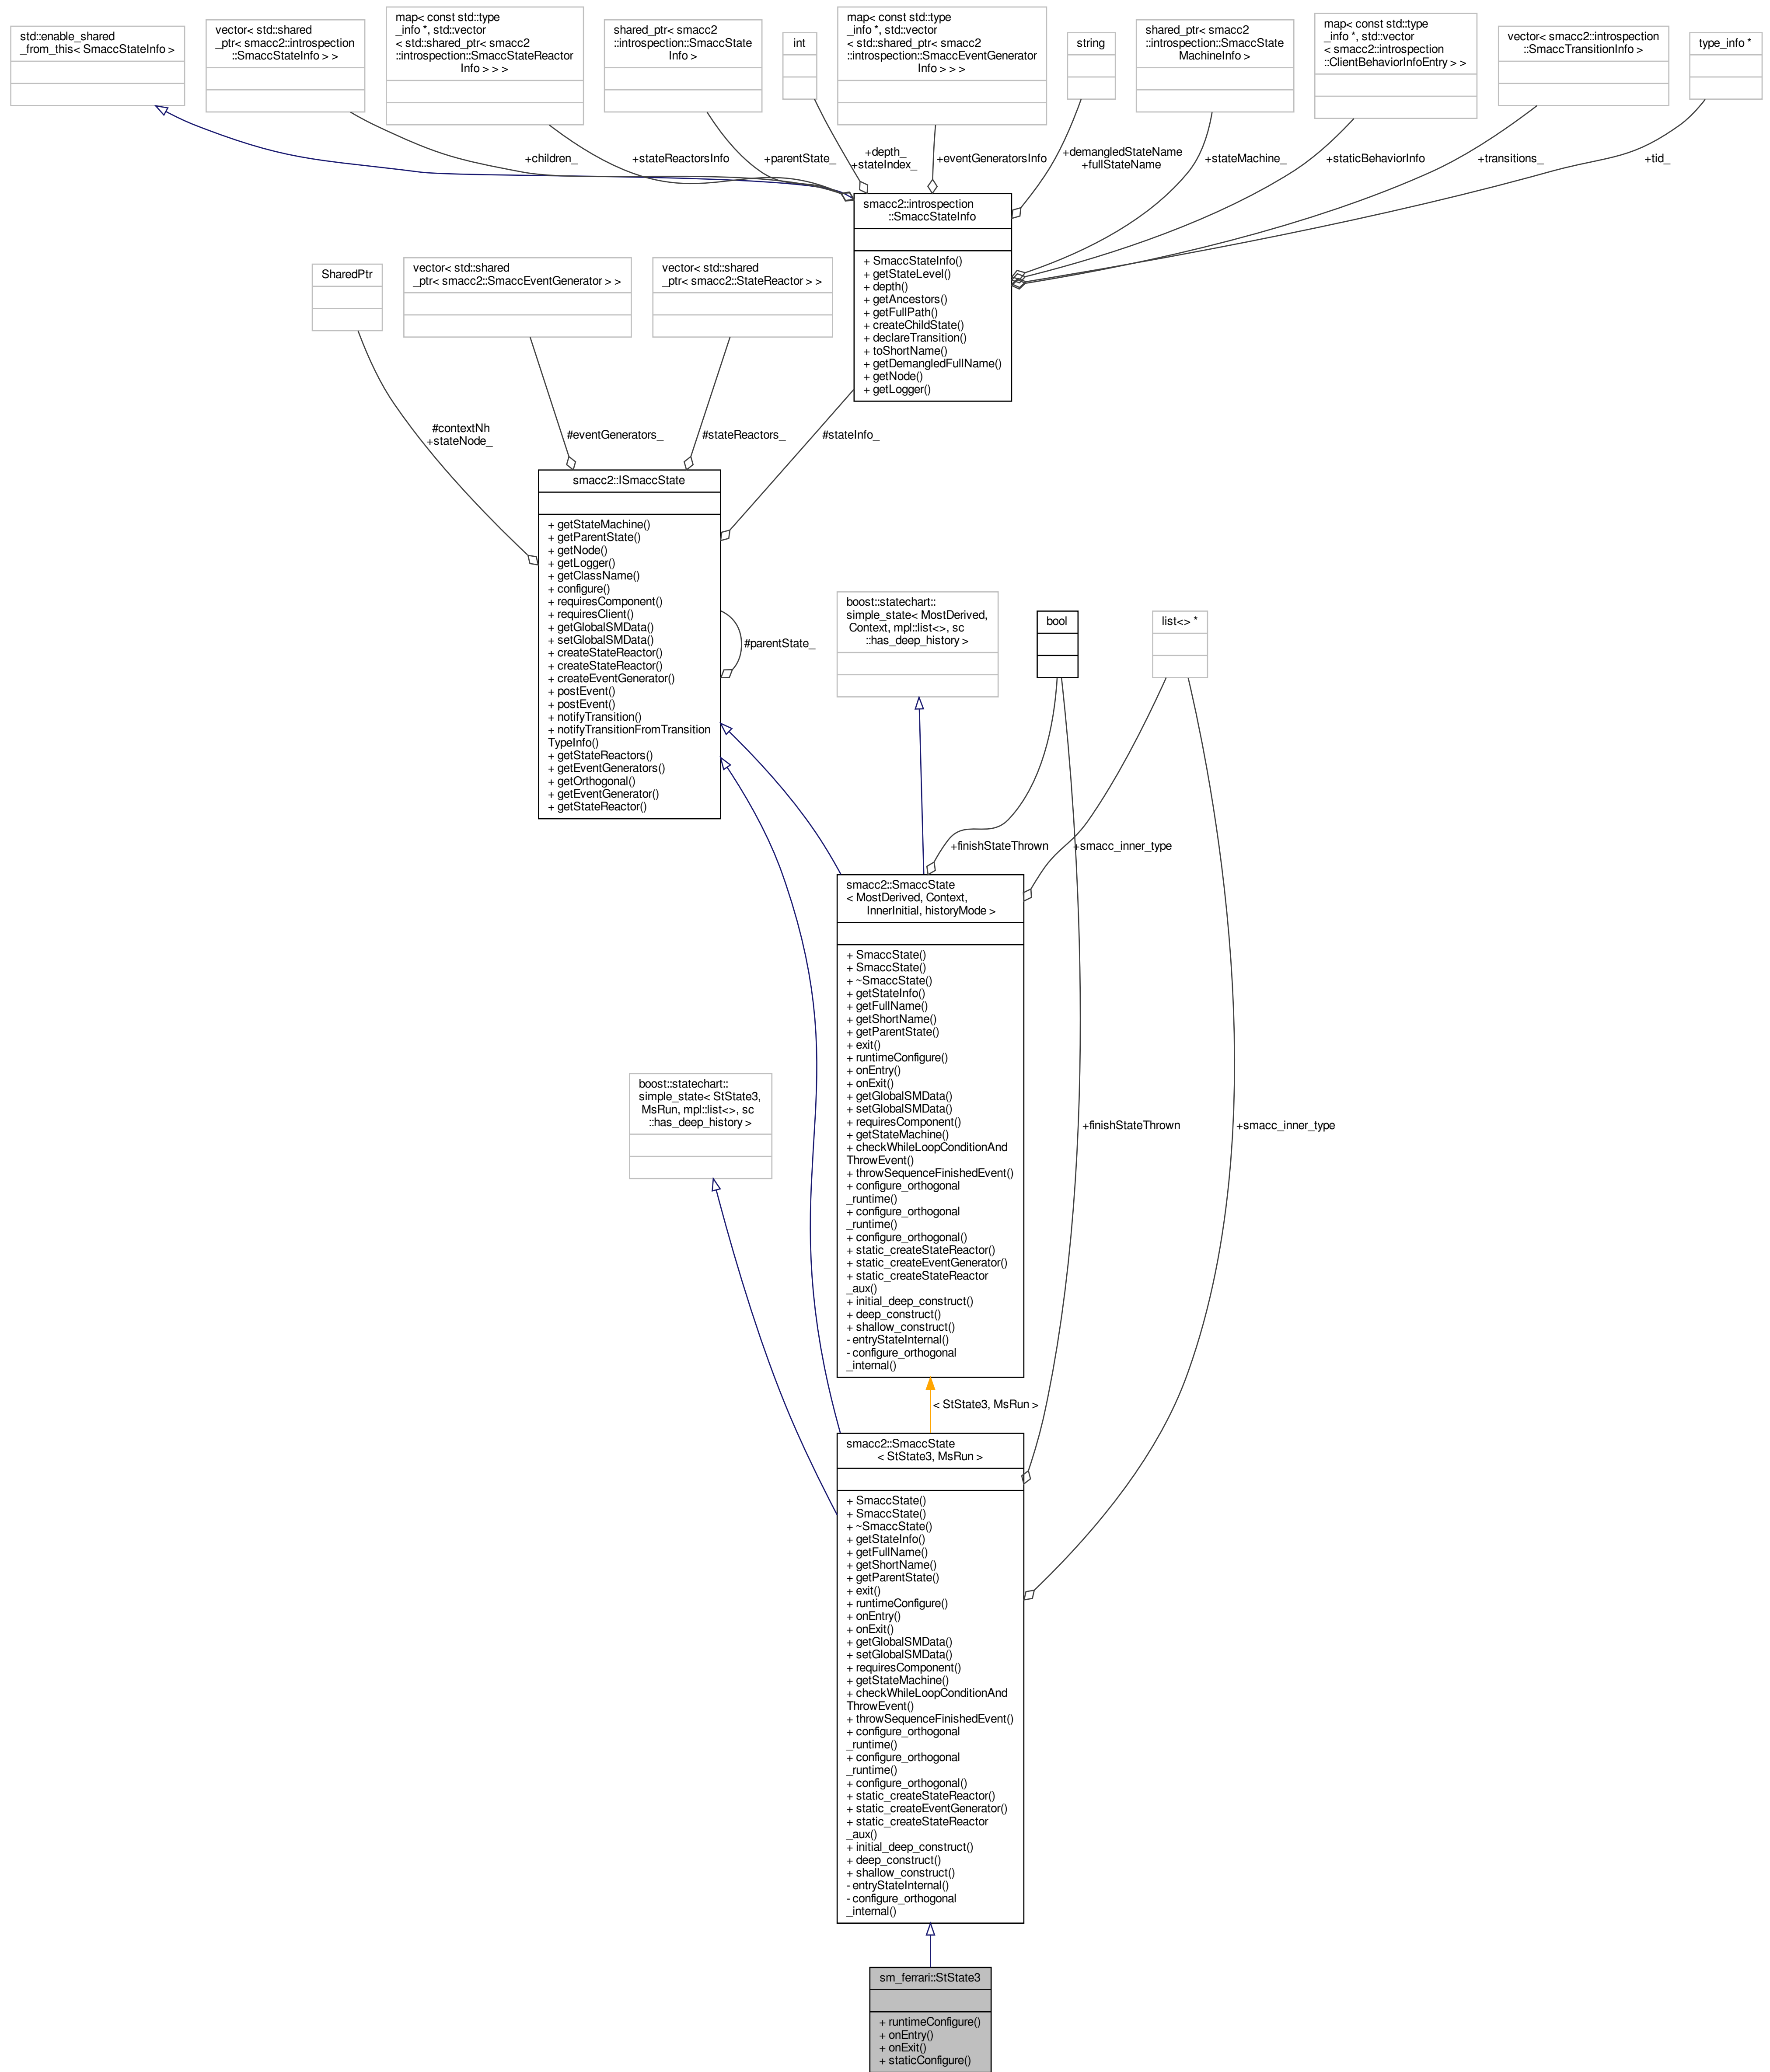 std::enable_shared
_from_this< SmaccStateInfo >
vector< std::shared
_ptr< smacc2::introspection
::SmaccStateInfo > >
map< const std::type
_info *, std::vector
< std::shared_ptr< smacc2
::introspection::SmaccStateReactor
Info > > >
shared_ptr< smacc2
::introspection::SmaccState
Info >
int
map< const std::type
_info *, std::vector
< std::shared_ptr< smacc2
::introspection::SmaccEventGenerator
Info > > >
string
shared_ptr< smacc2
::introspection::SmaccState
MachineInfo >
map< const std::type
_info *, std::vector
< smacc2::introspection
::ClientBehaviorInfoEntry > >
vector< smacc2::introspection
::SmaccTransitionInfo >
type_info *
+children_
+stateReactorsInfo
+parentState_
+depth_
+stateIndex_
+eventGeneratorsInfo
+demangledStateName
+fullStateName
+stateMachine_
+staticBehaviorInfo
+transitions_
+tid_
smacc2::introspection
::SmaccStateInfo
+ SmaccStateInfo()
+ getStateLevel()
+ depth()
+ getAncestors()
+ getFullPath()
+ createChildState()
+ declareTransition()
+ toShortName()
+ getDemangledFullName()
+ getNode()
+ getLogger()
SharedPtr
vector< std::shared
_ptr< smacc2::SmaccEventGenerator > >
vector< std::shared
_ptr< smacc2::StateReactor > >
#contextNh
+stateNode_
#eventGenerators_
#stateReactors_
#stateInfo_
smacc2::ISmaccState
+ getStateMachine()
+ getParentState()
+ getNode()
+ getLogger()
+ getClassName()
+ configure()
+ requiresComponent()
+ requiresClient()
+ getGlobalSMData()
+ setGlobalSMData()
+ createStateReactor()
+ createStateReactor()
+ createEventGenerator()
+ postEvent()
+ postEvent()
+ notifyTransition()
+ notifyTransitionFromTransition
TypeInfo()
+ getStateReactors()
+ getEventGenerators()
+ getOrthogonal()
+ getEventGenerator()
+ getStateReactor()
#parentState_
boost::statechart::
simple_state< MostDerived,
Context, mpl::list<>, sc
::has_deep_history >
bool
list<> *
+finishStateThrown
+smacc_inner_type
smacc2::SmaccState
< MostDerived, Context,
InnerInitial, historyMode >
+ SmaccState()
+ SmaccState()
+ ~SmaccState()
+ getStateInfo()
+ getFullName()
+ getShortName()
+ getParentState()
+ exit()
+ runtimeConfigure()
+ onEntry()
+ onExit()
+ getGlobalSMData()
+ setGlobalSMData()
+ requiresComponent()
+ getStateMachine()
+ checkWhileLoopConditionAnd
ThrowEvent()
+ throwSequenceFinishedEvent()
+ configure_orthogonal
_runtime()
+ configure_orthogonal
_runtime()
+ configure_orthogonal()
+ static_createStateReactor()
+ static_createEventGenerator()
+ static_createStateReactor
_aux()
+ initial_deep_construct()
+ deep_construct()
+ shallow_construct()
- entryStateInternal()
- configure_orthogonal
_internal()
boost::statechart::
simple_state< StState3,
MsRun, mpl::list<>, sc
::has_deep_history >
+finishStateThrown
+smacc_inner_type
< StState3, MsRun >
smacc2::SmaccState
< StState3, MsRun >
+ SmaccState()
+ SmaccState()
+ ~SmaccState()
+ getStateInfo()
+ getFullName()
+ getShortName()
+ getParentState()
+ exit()
+ runtimeConfigure()
+ onEntry()
+ onExit()
+ getGlobalSMData()
+ setGlobalSMData()
+ requiresComponent()
+ getStateMachine()
+ checkWhileLoopConditionAnd
ThrowEvent()
+ throwSequenceFinishedEvent()
+ configure_orthogonal
_runtime()
+ configure_orthogonal
_runtime()
+ configure_orthogonal()
+ static_createStateReactor()
+ static_createEventGenerator()
+ static_createStateReactor
_aux()
+ initial_deep_construct()
+ deep_construct()
+ shallow_construct()
- entryStateInternal()
- configure_orthogonal
_internal()
sm_ferrari::StState3
+ runtimeConfigure()
+ onEntry()
+ onExit()
+ staticConfigure()